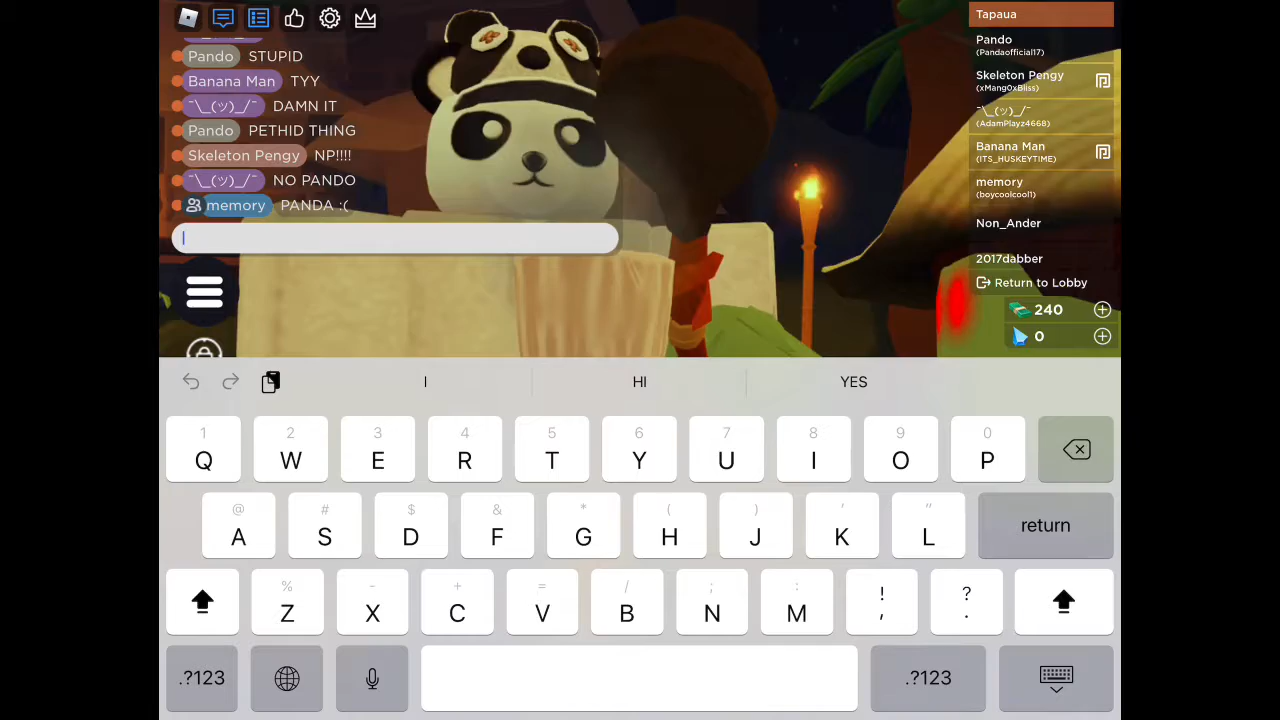 Pando STUPID
Banana Man TYY
¯\_(ツ)_/¯ DAMN IT
Pando PETHID THING
Skeleton Pengy NP!!!!
¯\_(ツ)_/¯ NO PANDO
memory PANDA :(
Tapaua
Pando
(Pandaofficial17)
Skeleton Pengy
(xMang0xBliss)
¯\_(ツ)_/¯
(AdamPlayz4668)
Banana Man
(ITS_HUSKEYTIME)
memory
(boycoolcool1)
Non_Ander
2017dabber
Return to Lobby
240
0
I HI YES
1 2 3 4 5 6 7 8 9 0
Q W E R T Y U I O P
@ # $ & * ( ) ' "
A S D F G H J K L return
% - + = / ; : ! ?
Z X C V B N M , .
.?123 .?123